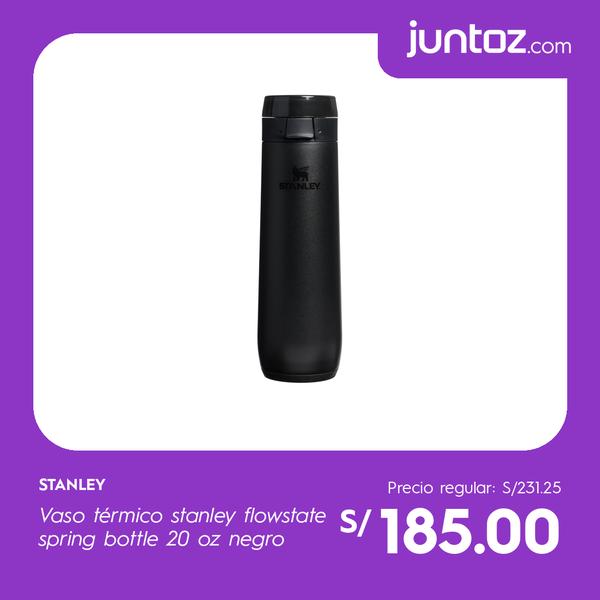 juntoz.com
STANLEY.
STANLEY
Vaso térmico stanley flowstate
spring bottle 20 oz negro
Precio regular: S/231.25
S/185.00